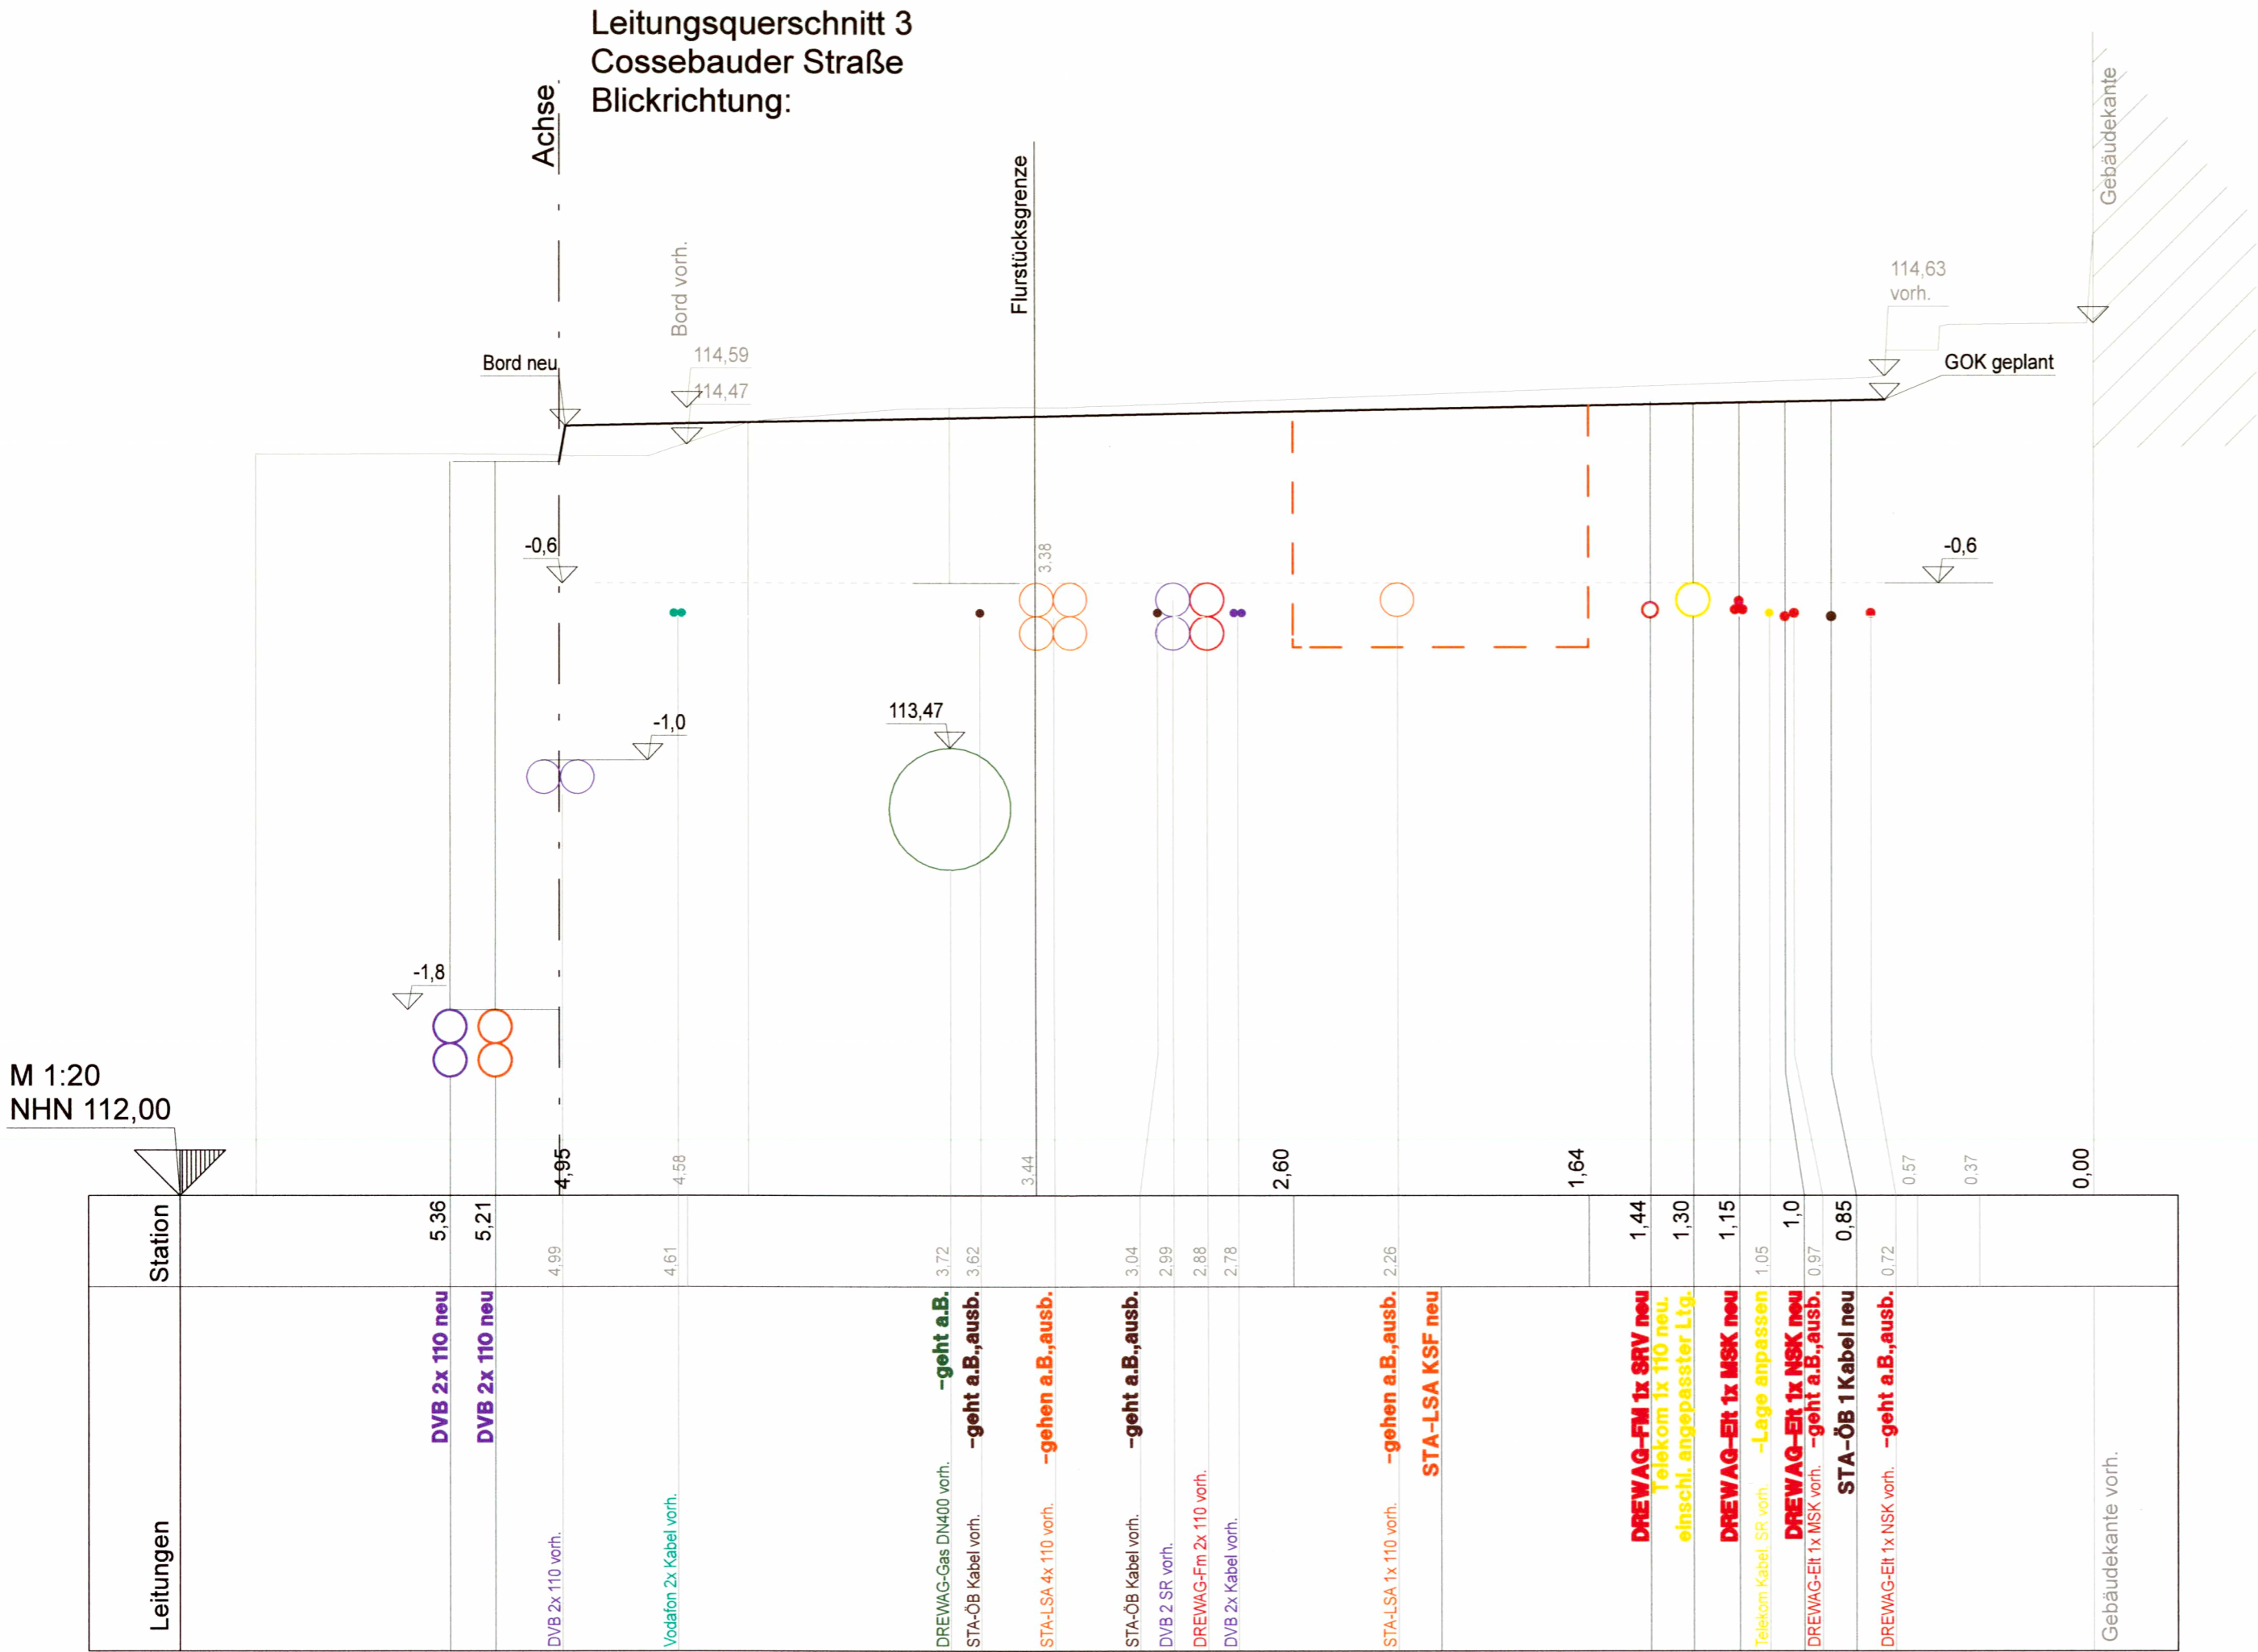 Leitungsquerschnitt 3
Cossebauder Straße
Blickrichtung:
Achse
Bord vorh.
Flurstücksgrenze
Gebäudekante
114,63
vorh.
Bord neu
114,59
114,47
GOK geplant
-0,6
3,38
-0,6
113,47
-1,0
-1,8
M 1:20
NHN 112,00
4,95
4,58
3,44
2,60
1,64
0,57
0,37
0,00
Station
5,36
5,21
4,99
4,61
3,72
3,62
3,04
2,99
2,88
2,78
2,26
1,44
1,30
1,15
1,05
1,0
0,97
0,85
0,72
Leitungen
DVB 2x 110 neu
DVB 2x 110 neu
DVB 2x 110 vorh.
Vodafon 2x Kabel vorh.
DREWAG-Gas DN400 vorh. -geht a.B.
STA-ÖB Kabel vorh. -geht a.B.,ausb.
STA-LSA 4x 110 vorh. -gehen a.B.,ausb.
STA-ÖB Kabel vorh. -geht a.B.,ausb.
DVB 2 SR vorh.
DREWAG-Fm 2x 110 vorh.
DVB 2x Kabel vorh.
STA-LSA 1x 110 vorh. -gehen a.B.,ausb.
STA-LSA KSF neu
DREWAG-FM 1x SRV neu
Telekom 1x 110 neu.
einschl. angepasster Ltg.
DREWAG-Elt 1x MSK neu
Telekom Kabel, SR vorh. -Lage anpassen
DREWAG-Elt 1x NSK neu
DREWAG-Elt 1x MSK vorh. -geht a.B.,ausb.
STA-ÖB 1 Kabel neu
DREWAG-Elt 1x NSK vorh. -geht a.B.,ausb.
Gebäudekante vorh.